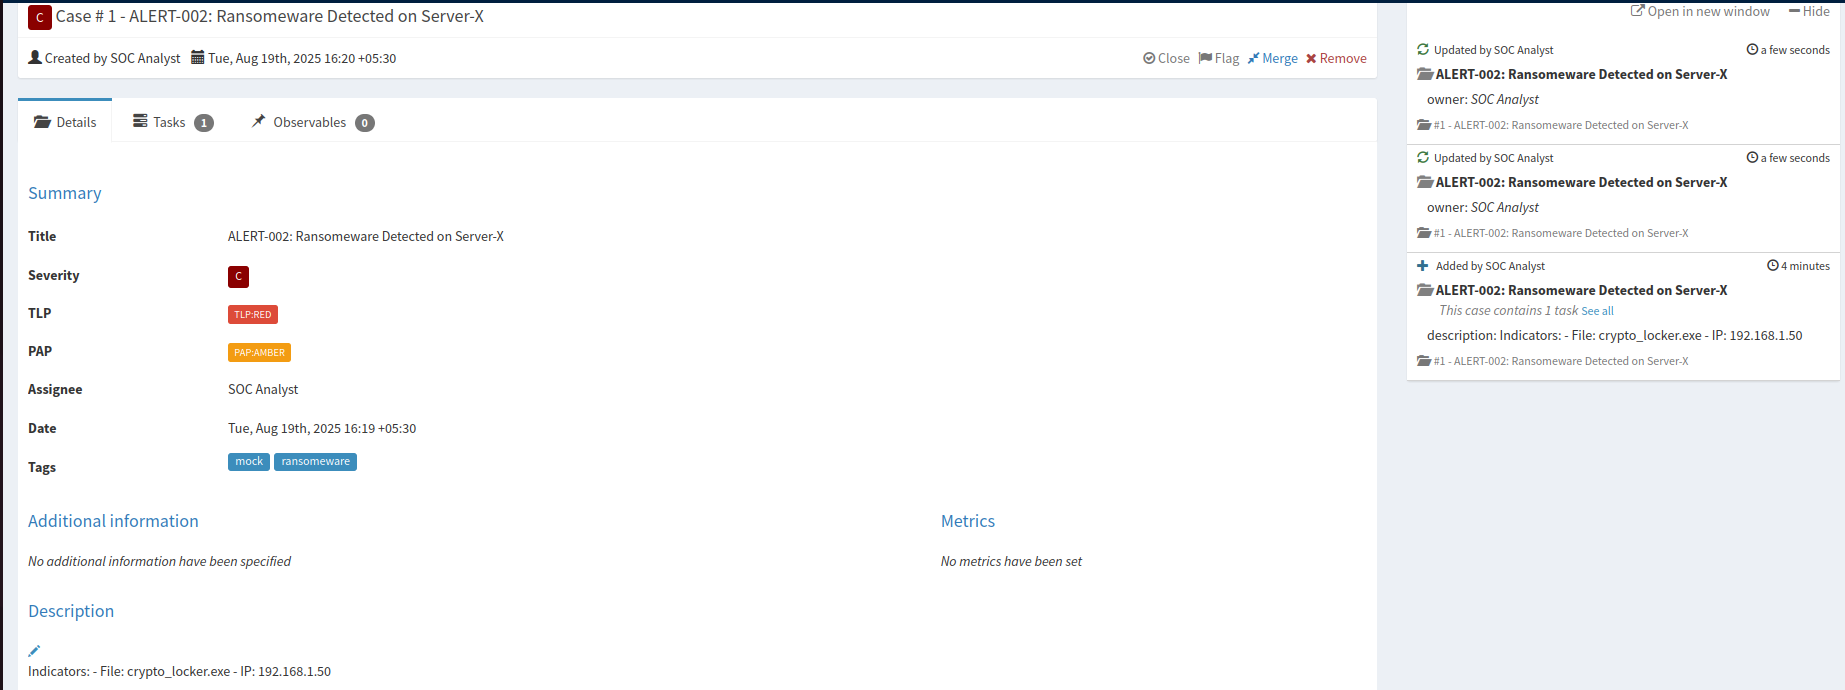 C Case # 1 - ALERT-002: Ransomeware Detected on Server-X
Created by SOC Analyst Tue, Aug 19th, 2025 16:20 +05:30
Close Flag Merge Remove
Details Tasks 1 Observables 0
Summary
Title ALERT-002: Ransomeware Detected on Server-X
Severity C
TLP TLP:RED
PAP PAP:AMBER
Assignee SOC Analyst
Date Tue, Aug 19th, 2025 16:19 +05:30
Tags mock ransomeware
Additional information
No additional information have been specified
Metrics
No metrics have been set
Description
Indicators: - File: crypto_locker.exe - IP: 192.168.1.50
Open in new window Hide
Updated by SOC Analyst a few seconds
ALERT-002: Ransomeware Detected on Server-X
owner: SOC Analyst
#1 - ALERT-002: Ransomeware Detected on Server-X
Updated by SOC Analyst a few seconds
ALERT-002: Ransomeware Detected on Server-X
owner: SOC Analyst
#1 - ALERT-002: Ransomeware Detected on Server-X
Added by SOC Analyst 4 minutes
ALERT-002: Ransomeware Detected on Server-X
This case contains 1 task See all
description: Indicators: - File: crypto_locker.exe - IP: 192.168.1.50
#1 - ALERT-002: Ransomeware Detected on Server-X